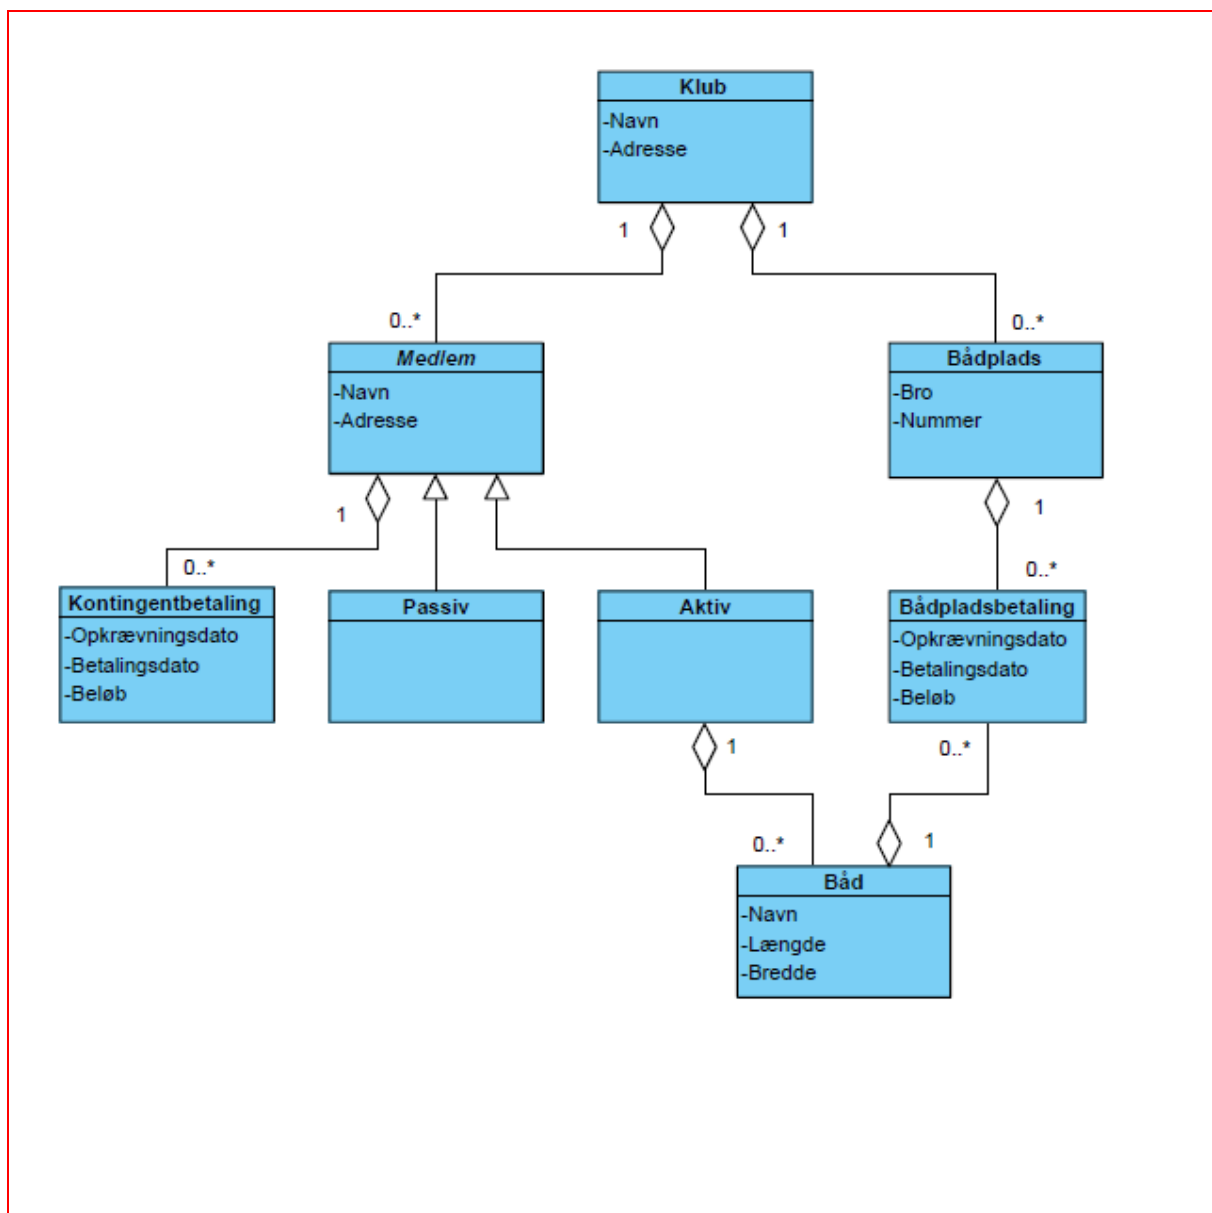 Klub
-Navn
-Adresse
1
1
0..*
0..*
Medlem
-Navn
-Adresse
Bådplads
-Bro
-Nummer
1
1
0..*
0..*
Kontingentbetaling
-Opkrævningsdato
-Betalingsdato
-Beløb
Passiv
Aktiv
Bådpladsbetaling
-Opkrævningsdato
-Betalingsdato
-Beløb
1
0..*
0..*
1
Båd
-Navn
-Længde
-Bredde